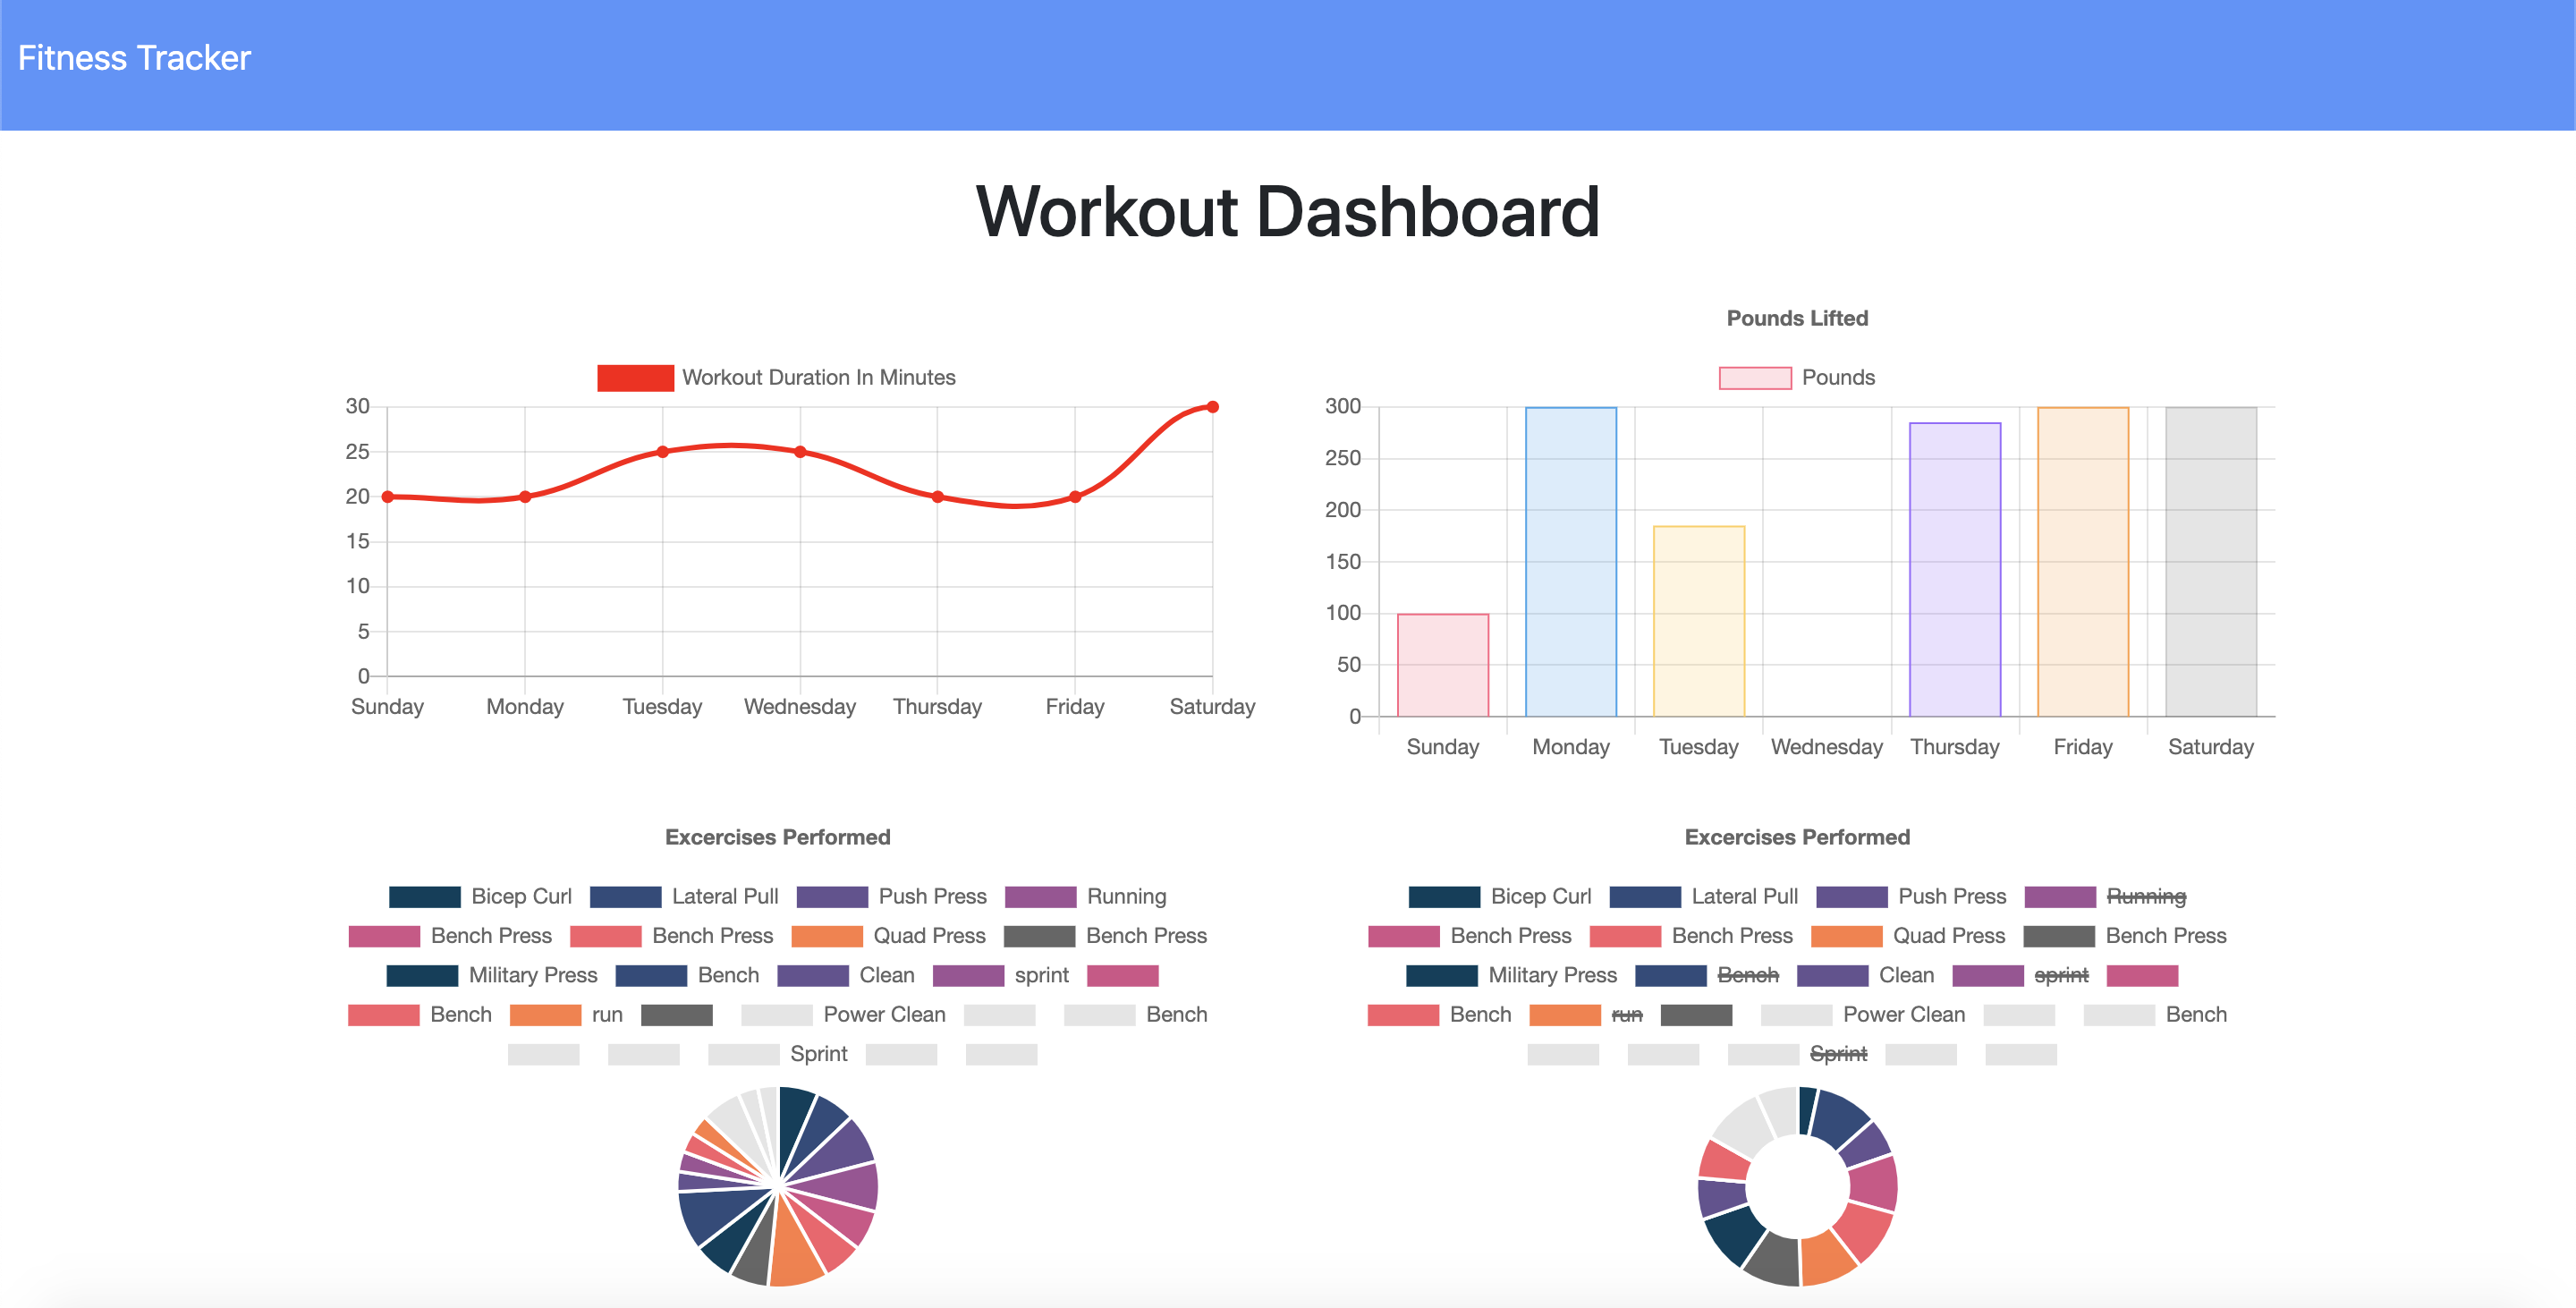 Fitness Tracker
Workout Dashboard
Workout Duration In Minutes
30
25
20
15
10
5
0
Sunday Monday Tuesday Wednesday Thursday Friday Saturday
Pounds Lifted
Pounds
300
250
200
150
100
50
0
Sunday Monday Tuesday Wednesday Thursday Friday Saturday
Excercises Performed
Bicep Curl Lateral Pull Push Press Running
Bench Press Bench Press Quad Press Bench Press
Military Press Bench Clean sprint
Bench run Power Clean Bench
Sprint
Excercises Performed
Bicep Curl Lateral Pull Push Press Running
Bench Press Bench Press Quad Press Bench Press
Military Press Bench Clean sprint
Bench run Power Clean Bench
Sprint